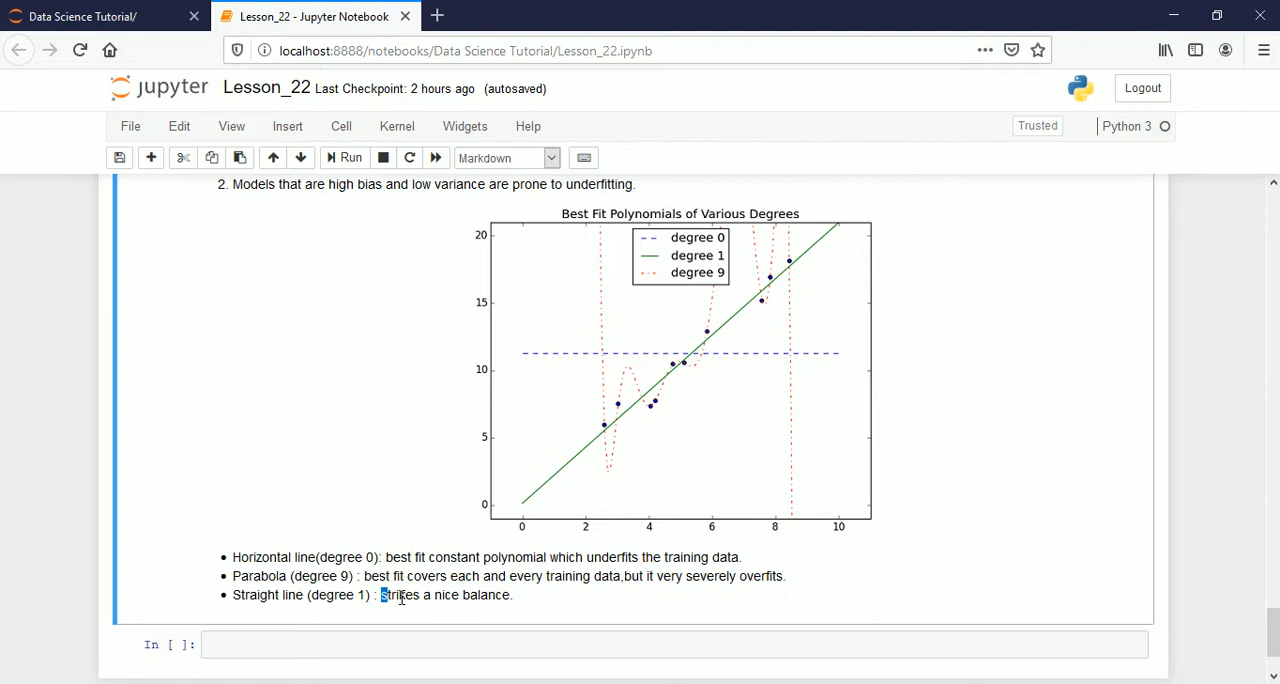 Data Science Tutorial/
Lesson_22 - Jupyter Notebook
localhost:8888/notebooks/Data Science Tutorial/Lesson_22.ipynb
jupyter Lesson_22 Last Checkpoint: 2 hours ago (autosaved)
Logout
File Edit View Insert Cell Kernel Widgets Help
Trusted
Python 3
Run
Markdown
2. Models that are high bias and low variance are prone to underfitting.
Best Fit Polynomials of Various Degrees
degree 0
degree 1
degree 9
20
15
10
5
0
0 2 4 6 8 10
Horizontal line(degree 0): best fit constant polynomial which underfits the training data.
Parabola (degree 9) : best fit covers each and every training data,but it very severely overfits.
Straight line (degree 1) : strikes a nice balance.
In [ ]: